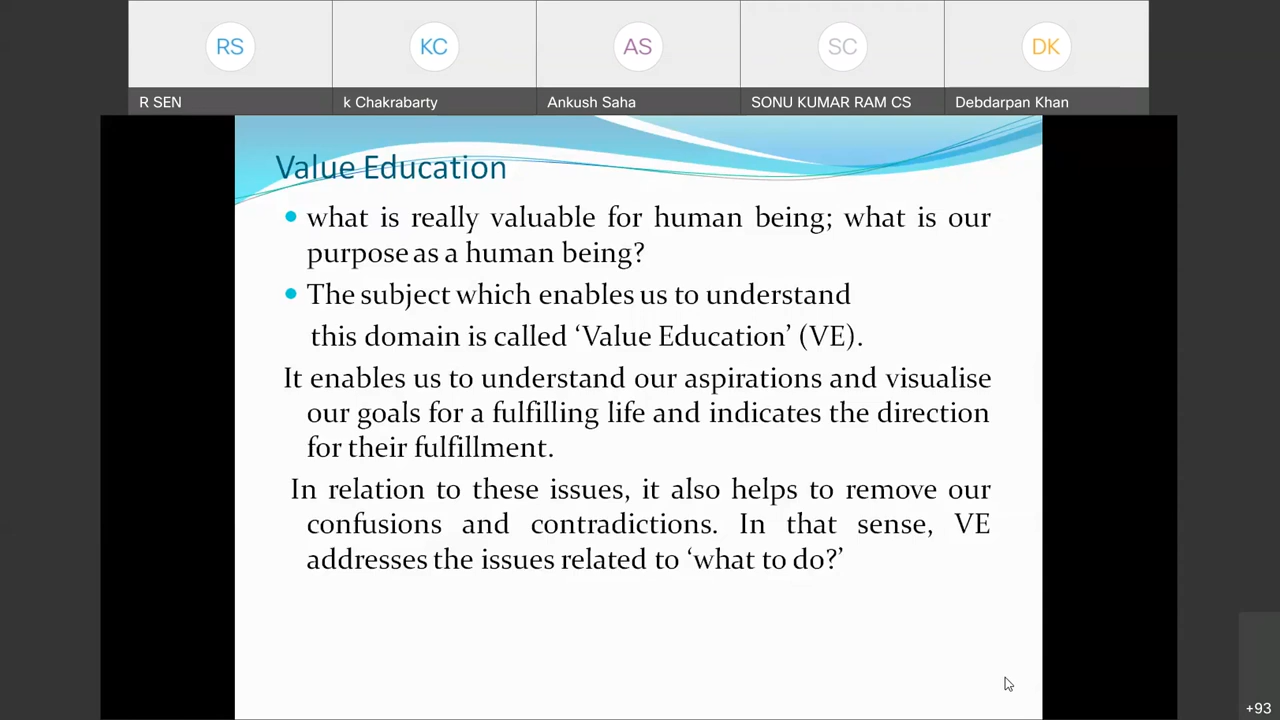 RS
KC
AS
SC
DK
R SEN
k Chakrabarty
Ankush Saha
SONU KUMAR RAM CS
Debdarpan Khan
Value Education
what is really valuable for human being; what is our
purpose as a human being?
The subject which enables us to understand
this domain is called ‘Value Education’ (VE).
It enables us to understand our aspirations and visualise
our goals for a fulfilling life and indicates the direction
for their fulfillment.
In relation to these issues, it also helps to remove our
confusions and contradictions. In that sense, VE
addresses the issues related to ‘what to do?’
+93